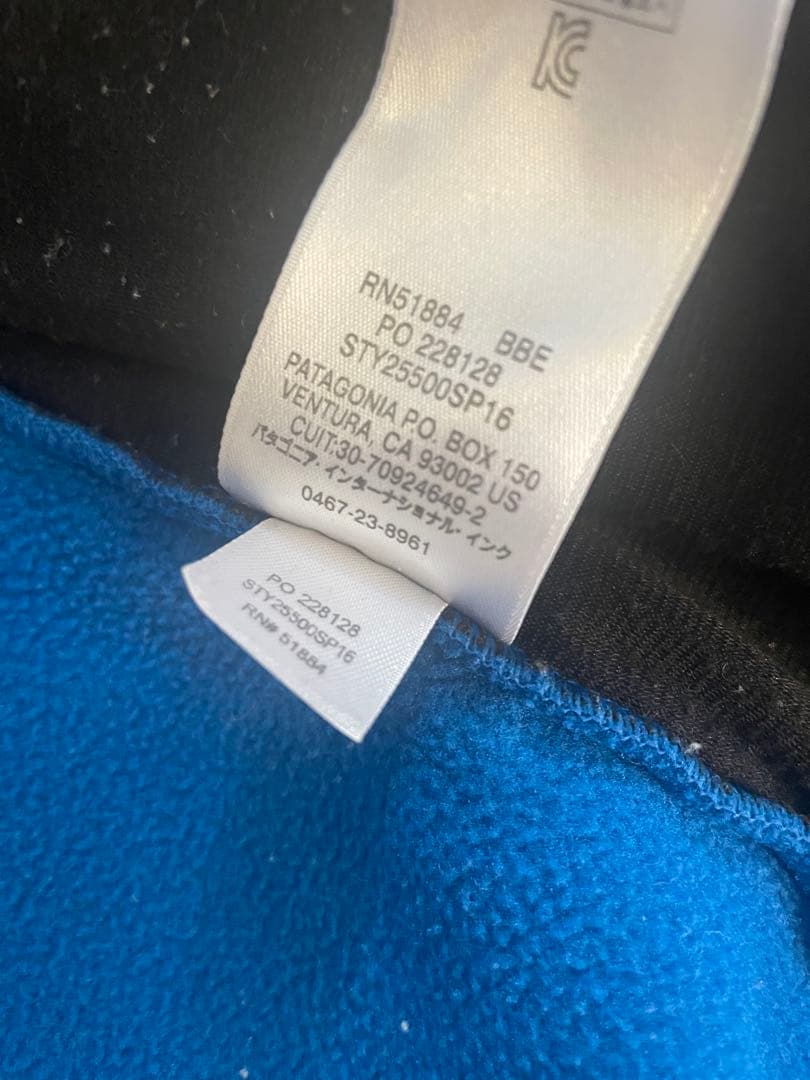 KC
RN51884 BBE
PO 228128
STY25500SP16
PATAGONIA P.O. BOX 150
VENTURA, CA 93002 US
CUIT:30-70924649-2
パタゴニア・インターナショナル・インク
0467-23-8961
PO 228128
STY25500SP16
RN# 51884